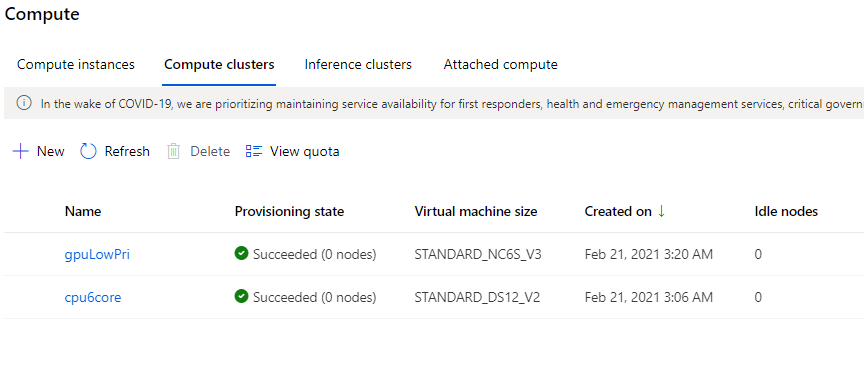 Compute
Compute instances Compute clusters Inference clusters Attached compute
In the wake of COVID-19, we are prioritizing maintaining service availability for first responders, health and emergency management services, critical govern
New Refresh Delete View quota
Name Provisioning state Virtual machine size Created on ↓ Idle nodes
gpuLowPri Succeeded (0 nodes) STANDARD_NC6S_V3 Feb 21, 2021 3:20 AM 0
cpu6core Succeeded (0 nodes) STANDARD_DS12_V2 Feb 21, 2021 3:06 AM 0